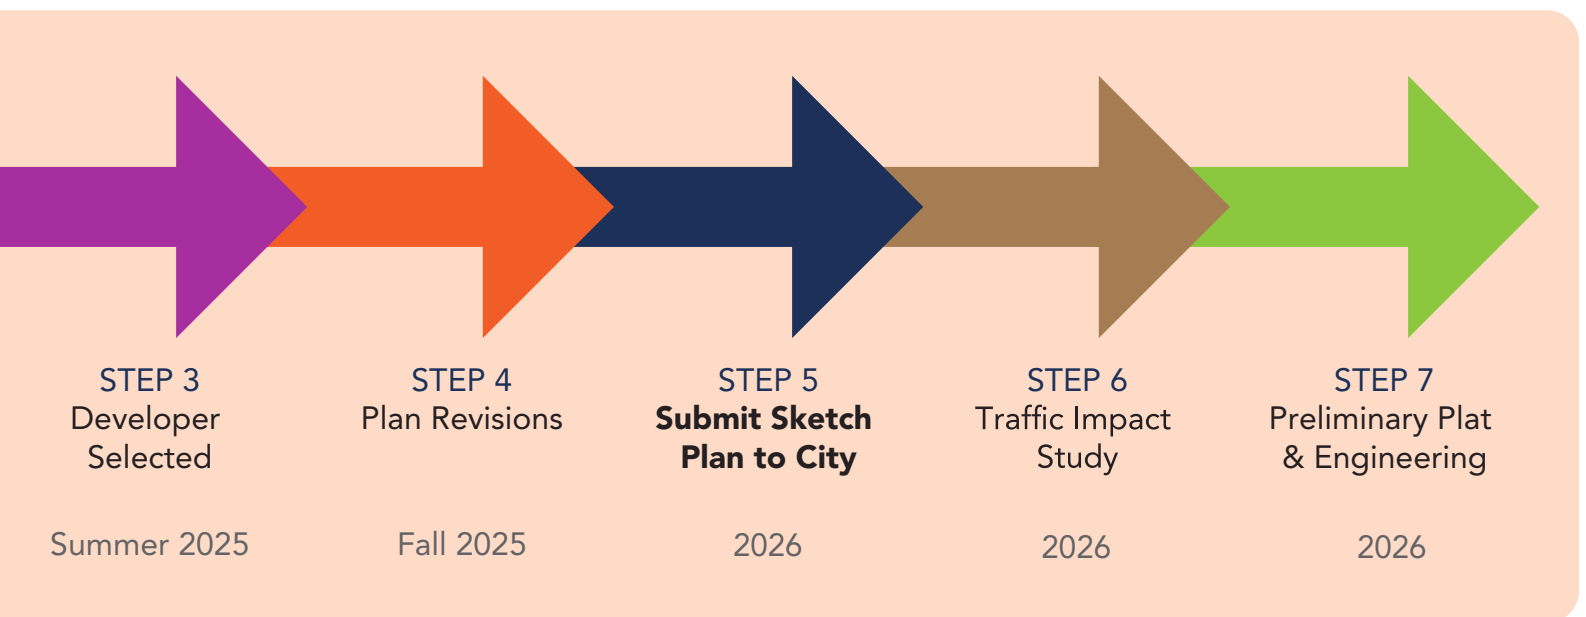 STEP 3
Developer
Selected
Summer 2025
STEP 4
Plan Revisions
Fall 2025
STEP 5
Submit Sketch
Plan to City
2026
STEP 6
Traffic Impact
Study
2026
STEP 7
Preliminary Plat
& Engineering
2026